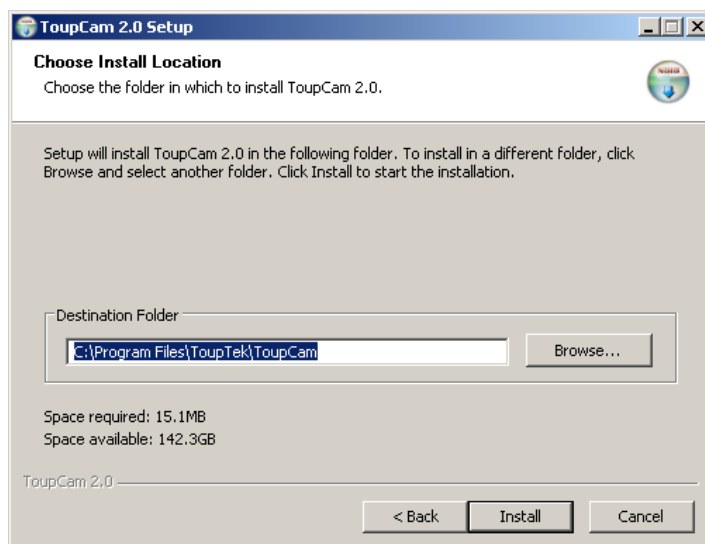 ToupCam 2.0 Setup
Choose Install Location
Choose the folder in which to install ToupCam 2.0.
Setup will install ToupCam 2.0 in the following folder. To install in a different folder, click
Browse and select another folder. Click Install to start the installation.
Destination Folder
C:\Program Files\ToupTek\ToupCam
Browse...
Space required: 15.1MB
Space available: 142.3GB
ToupCam 2.0
< Back
Install
Cancel